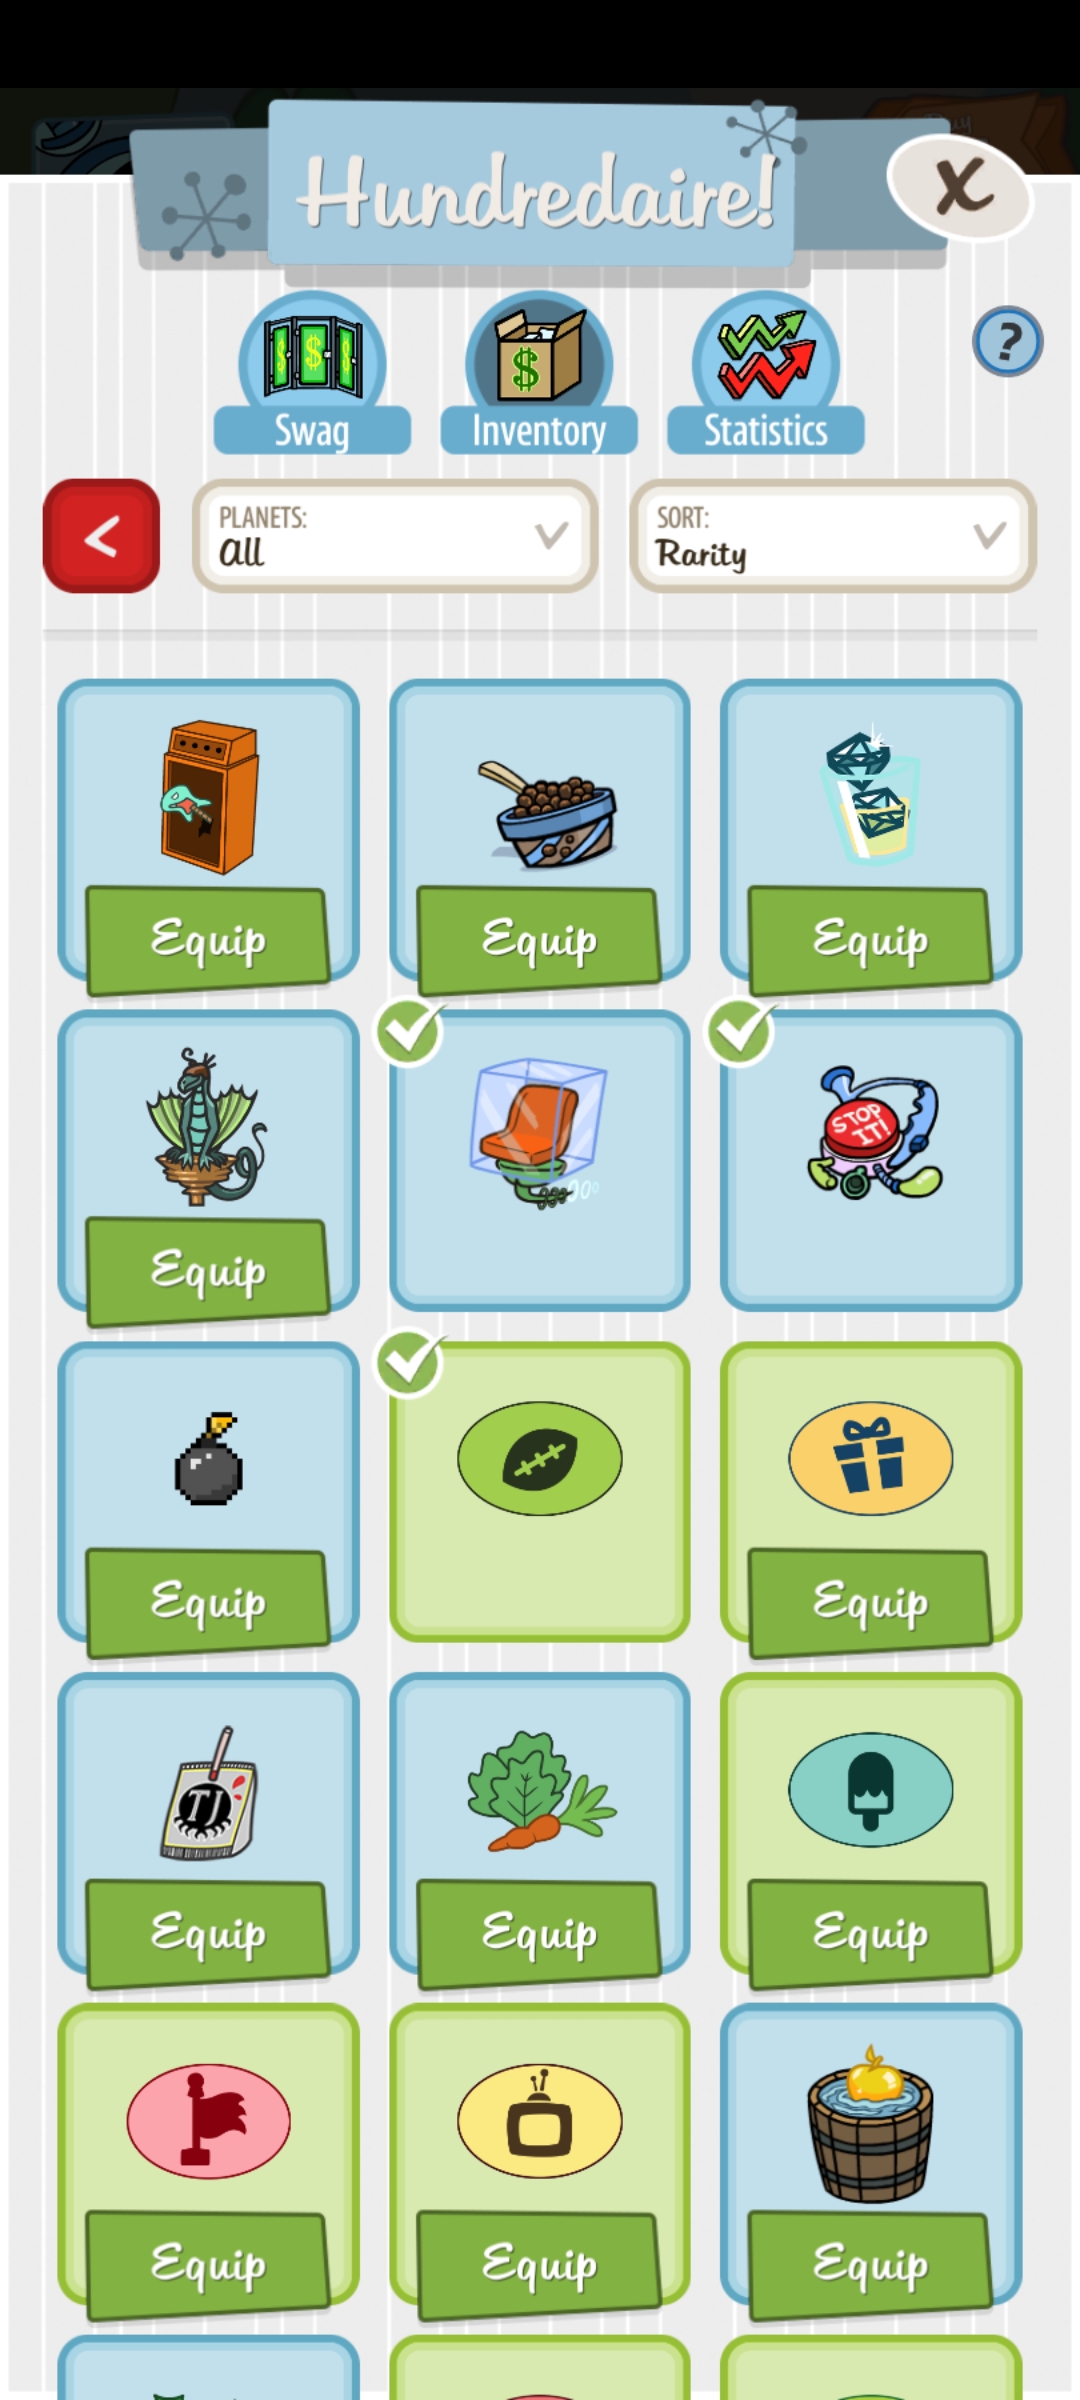 Hundredaire!
X
$ $ $
$
?
Swag
Inventory
Statistics
<
PLANETS:
All
SORT:
Rarity
Equip
Equip
Equip
STOP
IT!
Equip
Equip
Equip
TJ
Equip
Equip
Equip
Equip
Equip
Equip